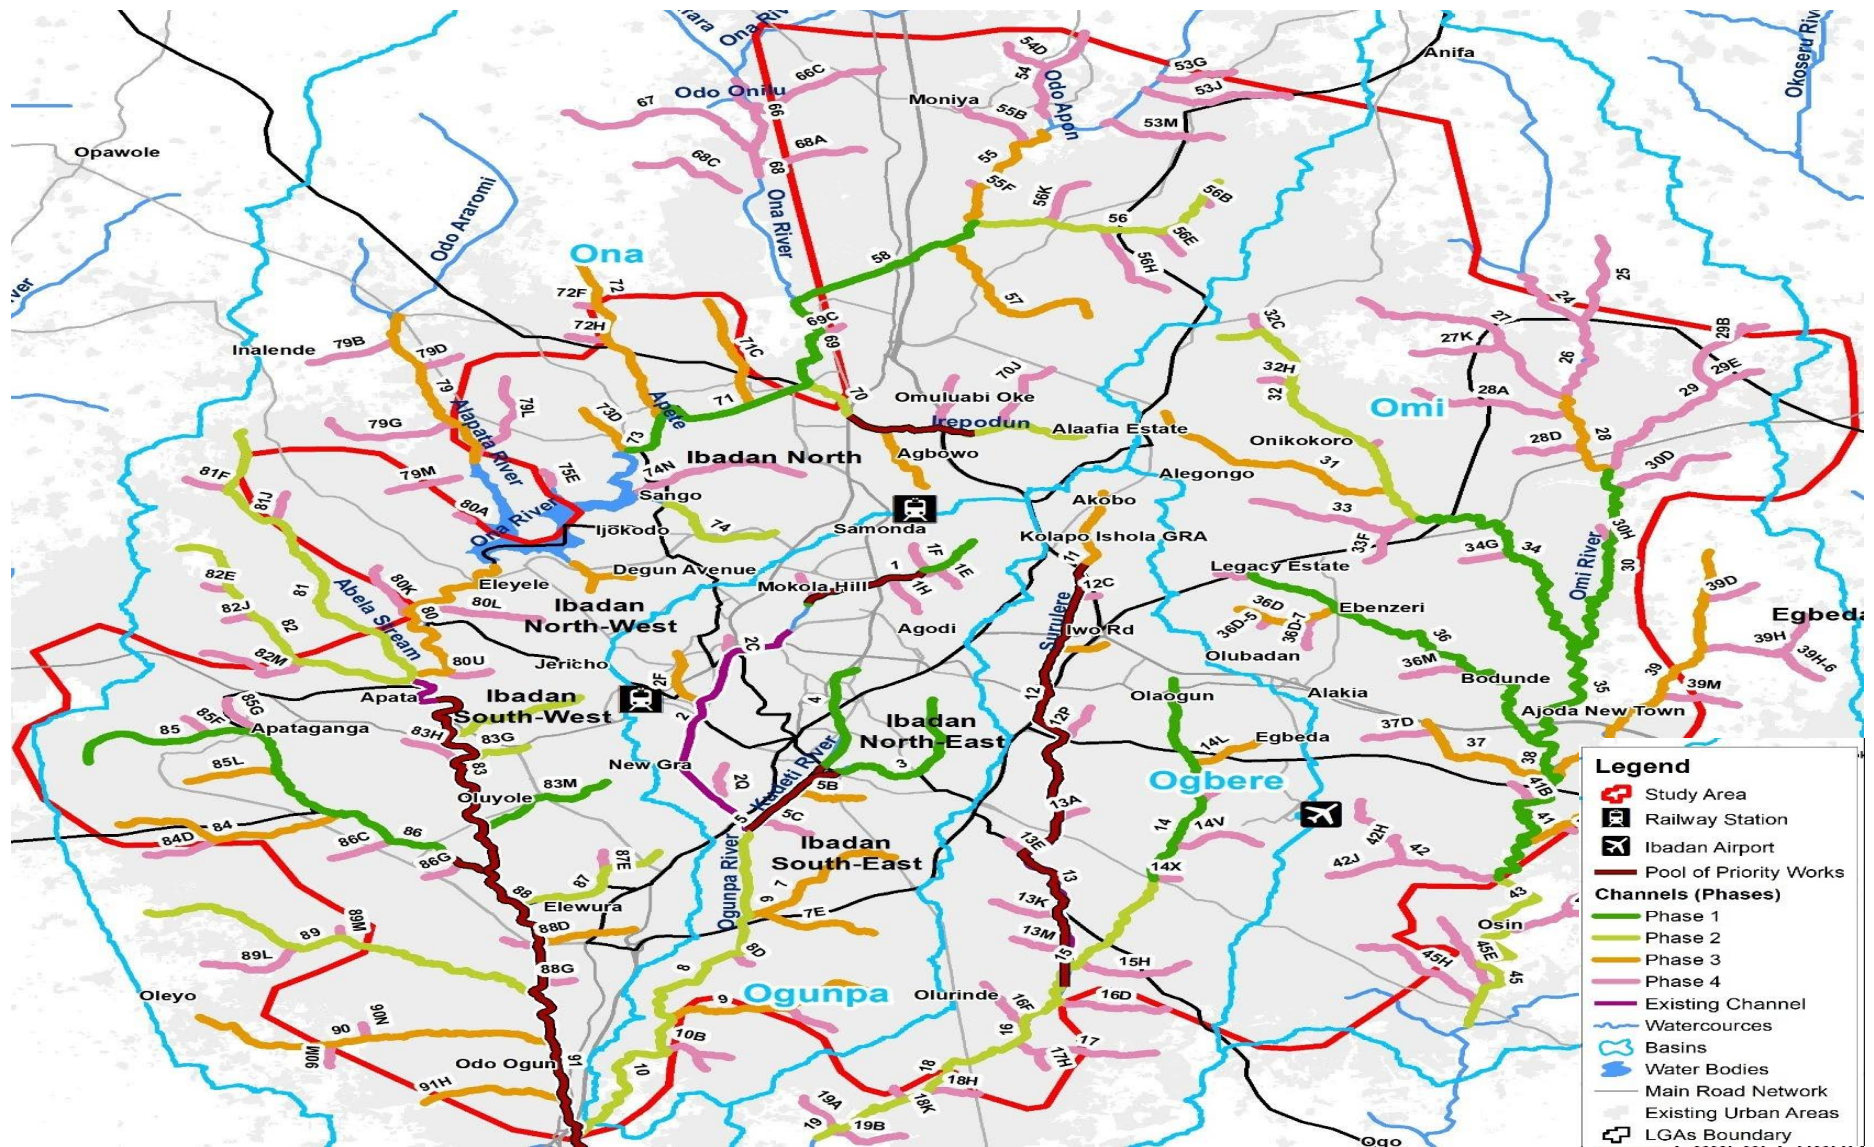 Ona Riv
Odo Onilu
Ona River
Odo Apon
Okoseru Rive
Anifa
Moniya
Opawole
Odo Araromi
Ona
Omi
Ogbere
Ogunpa
54D
54
53G
53J
53M
66C
66
67
68A
68
68C
55B
55
55F
56K
56B
56
56E
56H
57
58
69C
69
70
70J
71
71C
72
72F
72H
73D
73
74N
74
75E
79B
79D
79
79G
79L
79M
80A
80K
80
80L
80U
81F
81J
81
82E
82J
82
82M
25
24
27
27K
26
29B
29E
29
28A
28
28D
30D
30H
30
32C
32H
32
31
33
33F
34G
34
35
36D
36D-5
36D-7
36
36M
37D
37
38
39D
39H
39H-6
39
39M
41B
41
42H
42
42J
43
45E
45H
45
Inalende
Alapata River
Apete
Ibadan North
Sango
Ijokodo
Ona River
Eleyele
Degun Avenue
Abela Stream
Ibadan
North-West
Jericho
Apata
Ibadan
South-West
Apataganga
Oluyole
New Gra
Omuluabi Oke
Irepodun
Alaafia Estate
Agbowo
Samonda
Mokola Hill
Agodi
Akobo
Kolapo Ishola GRA
Surulere
Iwo Rd
Alegongo
Onikokoro
Legacy Estate
Ebenzeri
Olubadan
Olaogun
Alakia
Bodunde
Ajoda New Town
Omi River
Egbeda
Egbeda
Ibadan
North-East
Kudeti River
Ibadan
South-East
Ogunpa River
Elewura
Oleyo
Odo Ogun
Olurinde
Osin
Ogo
1
1F
1E
1H
2C
2F
2
2Q
3
4
5
5B
5C
6
7
7E
8
8D
9
10B
10
11
12C
12
12P
13A
13E
13
13K
13M
14L
14
14V
14X
15
15H
16D
16F
16
17
17H
18
18H
18K
19A
19
19B
83H
83G
83
83M
84D
84
85
85F
85G
85L
86C
86
86G
87
87E
88
88D
88G
89
89L
89M
90
90N
90M
91
91H
Legend
Study Area
Railway Station
Ibadan Airport
Pool of Priority Works
Channels (Phases)
Phase 1
Phase 2
Phase 3
Phase 4
Existing Channel
Watercources
Basins
Water Bodies
Main Road Network
Existing Urban Areas
LGAs Boundary